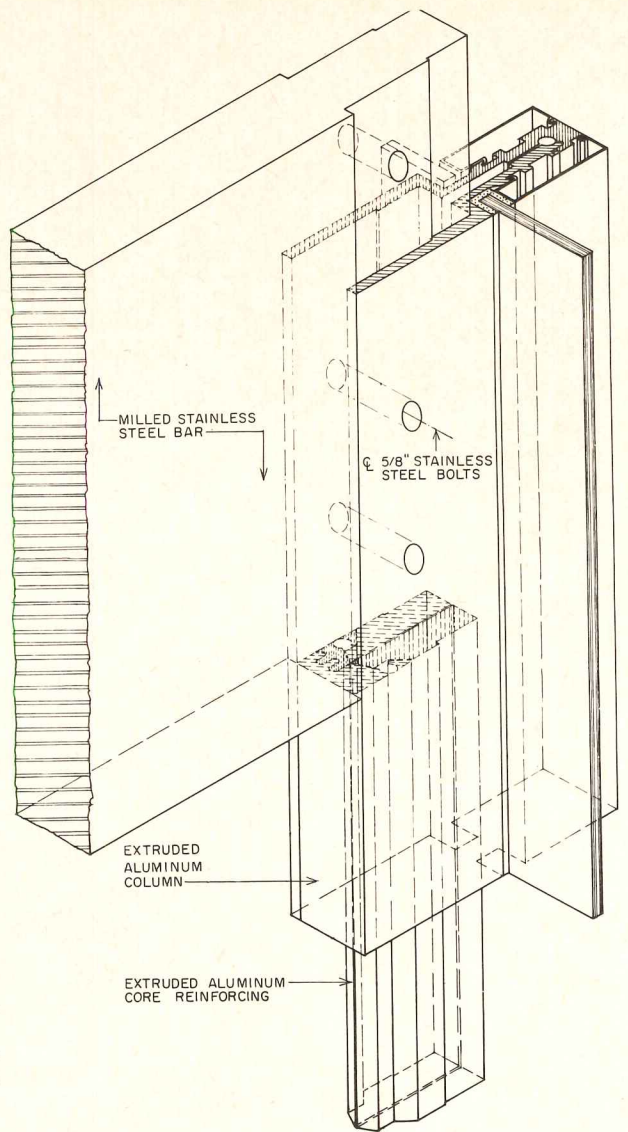 MILLED STAINLESS
STEEL BAR
℄ 5/8" STAINLESS
STEEL BOLTS
EXTRUDED
ALUMINUM
COLUMN
EXTRUDED ALUMINUM
CORE REINFORCING